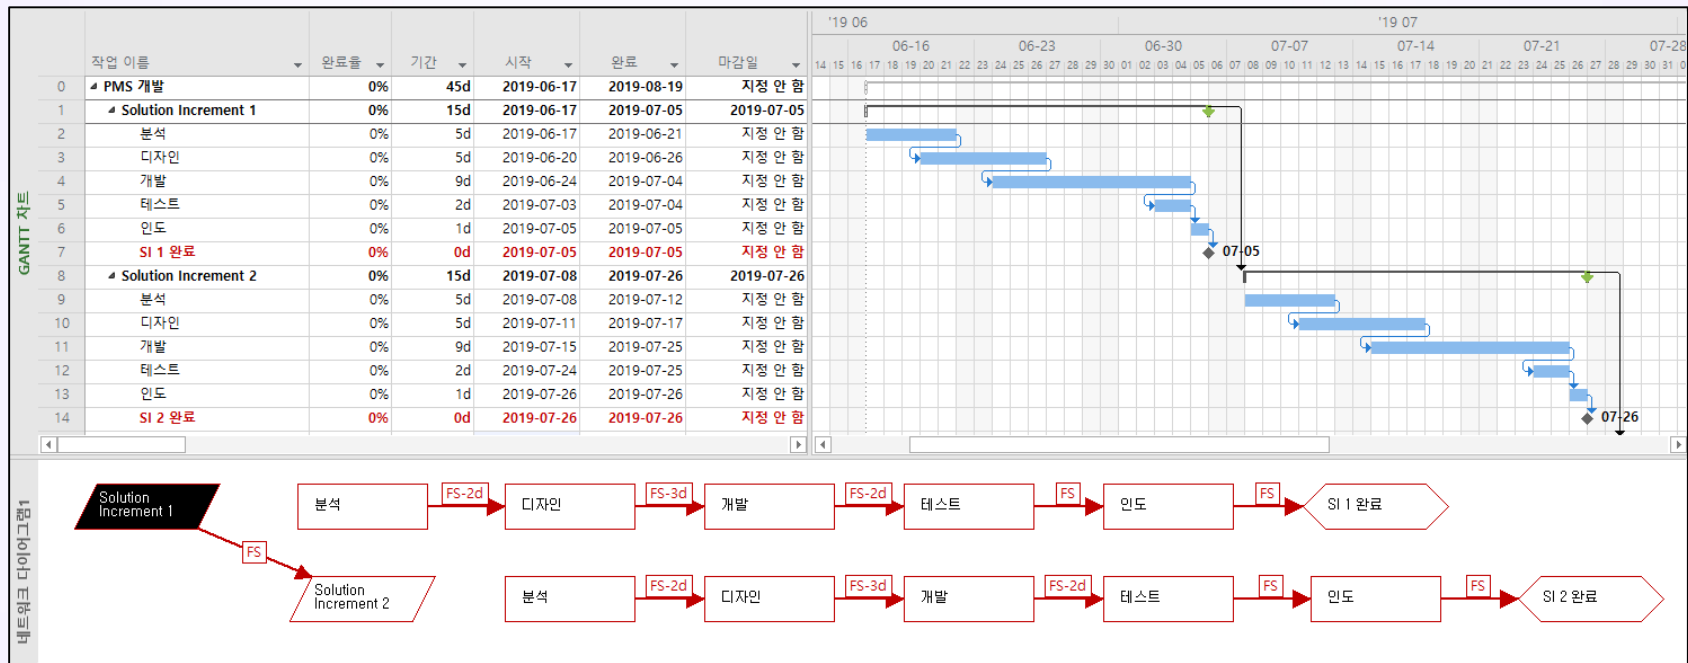 '19 06 '19 07
06-16 06-23 06-30 07-07 07-14 07-21 07-28
작업 이름 완료율 기간 시작 완료 마감일
14 15 16 17 18 19 20 21 22 23 24 25 26 27 28 29 30 01 02 03 04 05 06 07 08 09 10 11 12 13 14 15 16 17 18 19 20 21 22 23 24 25 26 27 28 29 30 31
0 PMS 개발 0% 45d 2019-06-17 2019-08-19 지정 안 함
1 Solution Increment 1 0% 15d 2019-06-17 2019-07-05 2019-07-05
2 분석 0% 5d 2019-06-17 2019-06-21 지정 안 함
3 디자인 0% 5d 2019-06-20 2019-06-26 지정 안 함
4 개발 0% 9d 2019-06-24 2019-07-04 지정 안 함
5 테스트 0% 2d 2019-07-03 2019-07-04 지정 안 함
6 인도 0% 1d 2019-07-05 2019-07-05 지정 안 함
7 SI 1 완료 0% 0d 2019-07-05 2019-07-05 지정 안 함 07-05
8 Solution Increment 2 0% 15d 2019-07-08 2019-07-26 2019-07-26
9 분석 0% 5d 2019-07-08 2019-07-12 지정 안 함
10 디자인 0% 5d 2019-07-11 2019-07-17 지정 안 함
11 개발 0% 9d 2019-07-15 2019-07-25 지정 안 함
12 테스트 0% 2d 2019-07-24 2019-07-25 지정 안 함
13 인도 0% 1d 2019-07-26 2019-07-26 지정 안 함
14 SI 2 완료 0% 0d 2019-07-26 2019-07-26 지정 안 함 07-26
GANTT 차트
네트워크 다이어그램1
Solution
Increment 1
분석 FS-2d 디자인 FS-3d 개발 FS-2d 테스트 FS 인도 FS SI 1 완료
FS
Solution
Increment 2
분석 FS-2d 디자인 FS-3d 개발 FS-2d 테스트 FS 인도 FS SI 2 완료